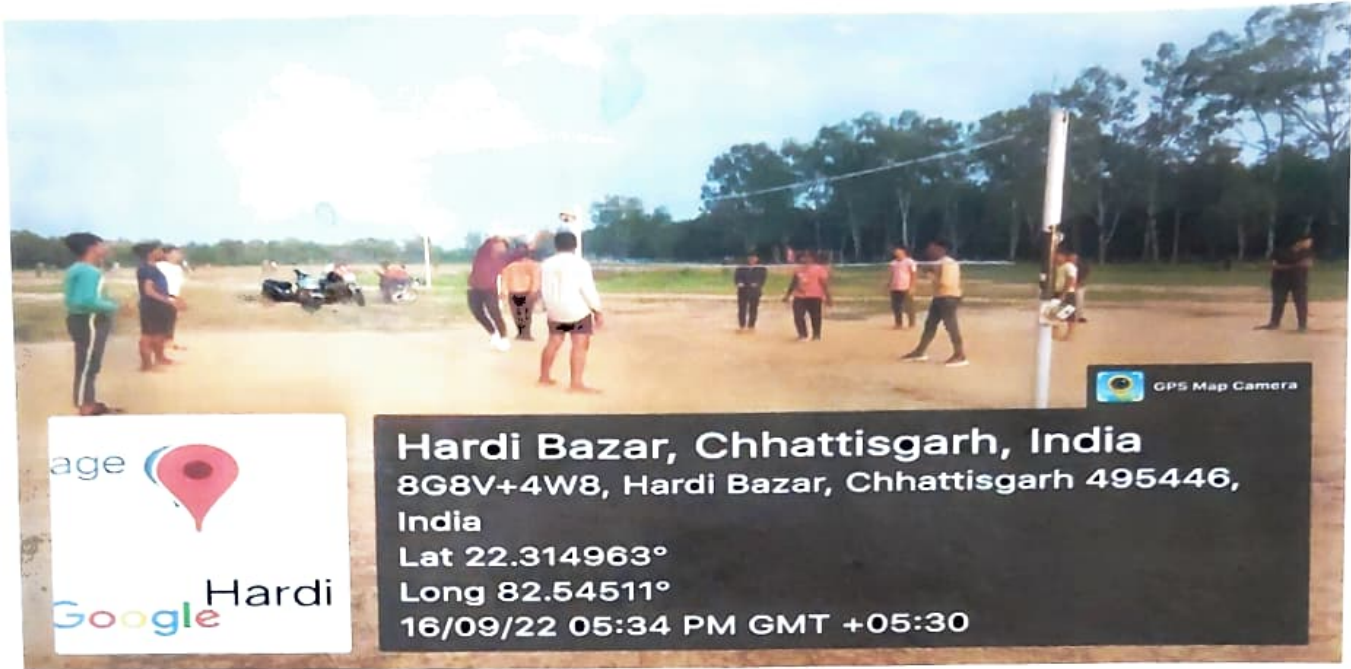 GPS Map Camera
Hardi Bazar, Chhattisgarh, India
8G8V+4W8, Hardi Bazar, Chhattisgarh 495446,
India
Lat 22.314963°
Long 82.54511°
16/09/22 05:34 PM GMT +05:30
age
Hardi
Google